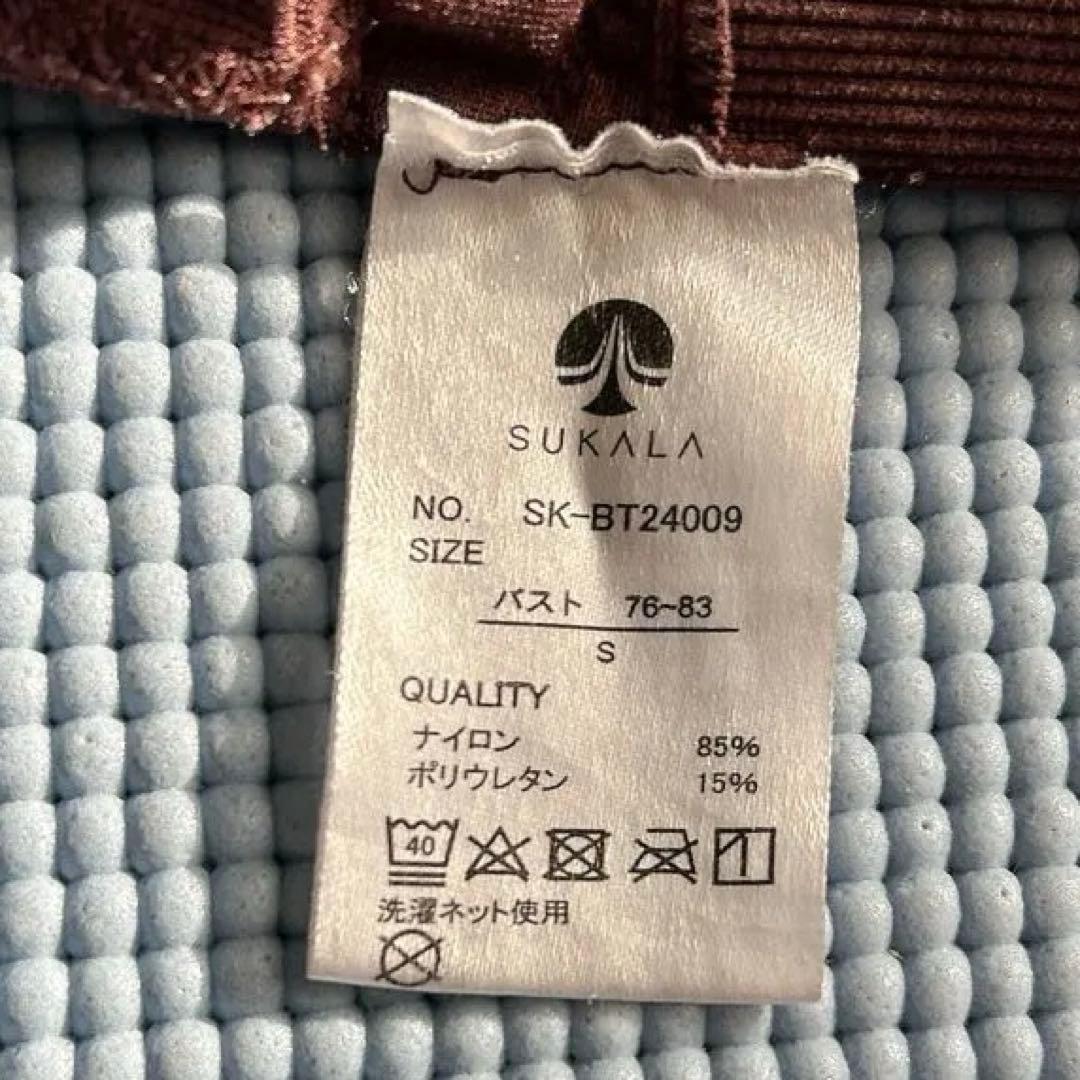 SUKALA
NO. SK-BT24009
SIZE
バスト 76~83
S
QUALITY
ナイロン 85%
ポリウレタン 15%
40
洗濯ネット使用